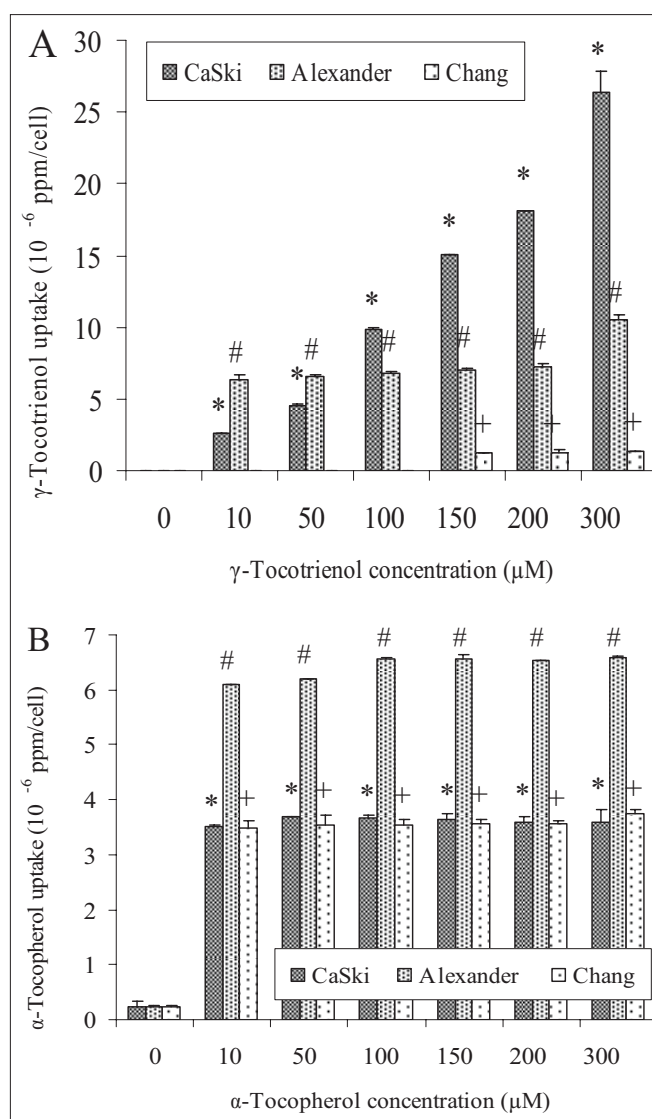 A
30
CaSki Alexander Chang
25
20
15
10
5
0
γ-Tocotrienol uptake (10 -6 ppm/cell)
* # * # * # * # + * # + * # +
0 10 50 100 150 200 300
γ-Tocotrienol concentration (µM)
B
7
6
5
4
3
2
1
0
α-Tocopherol uptake (10 -6 ppm/cell)
* # + * # + * # + * # + * # + * # +
CaSki Alexander Chang
0 10 50 100 150 200 300
α-Tocopherol concentration (µM)